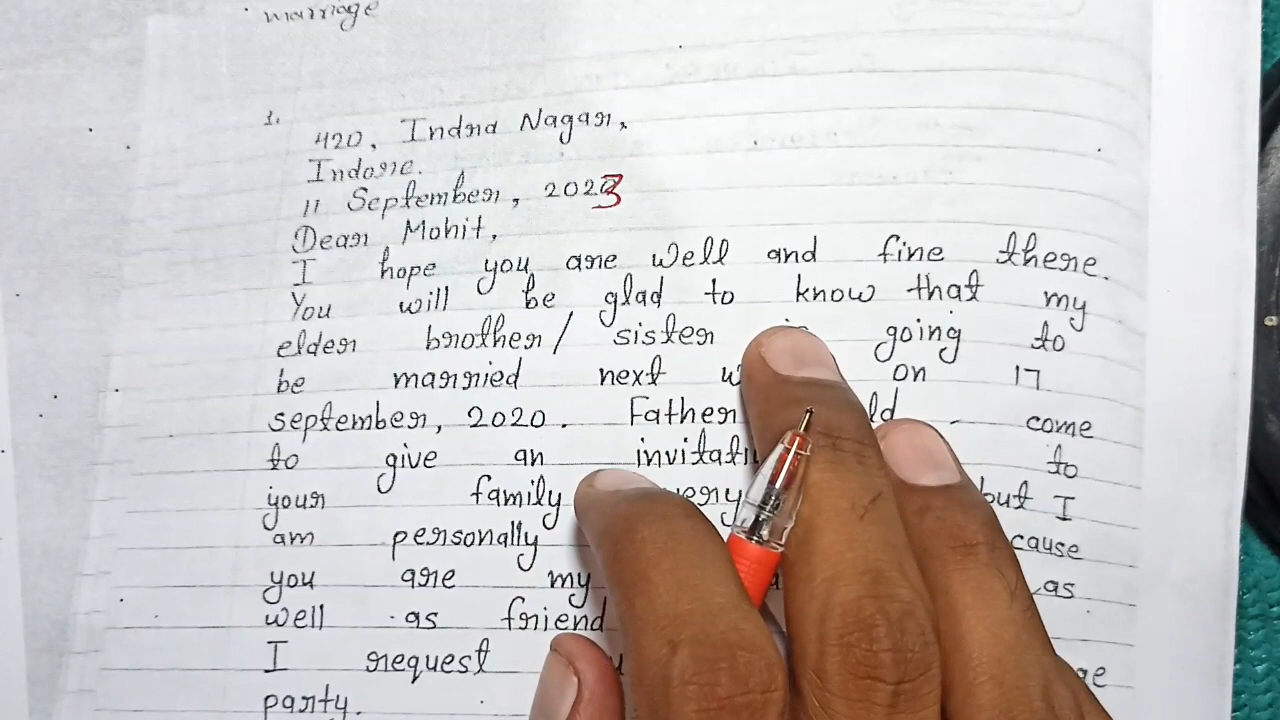 marriage
1.
420, Indra Nagar,
Indore.
11 September, 2023
Dear Mohit,
I hope you are well and fine there.
You will be glad to know that my
elder brother/ sister is going to
be married next on 17
september, 2020. Father come
to give an to
your family but I
am personally
you are my as
well as friend
I request
party.